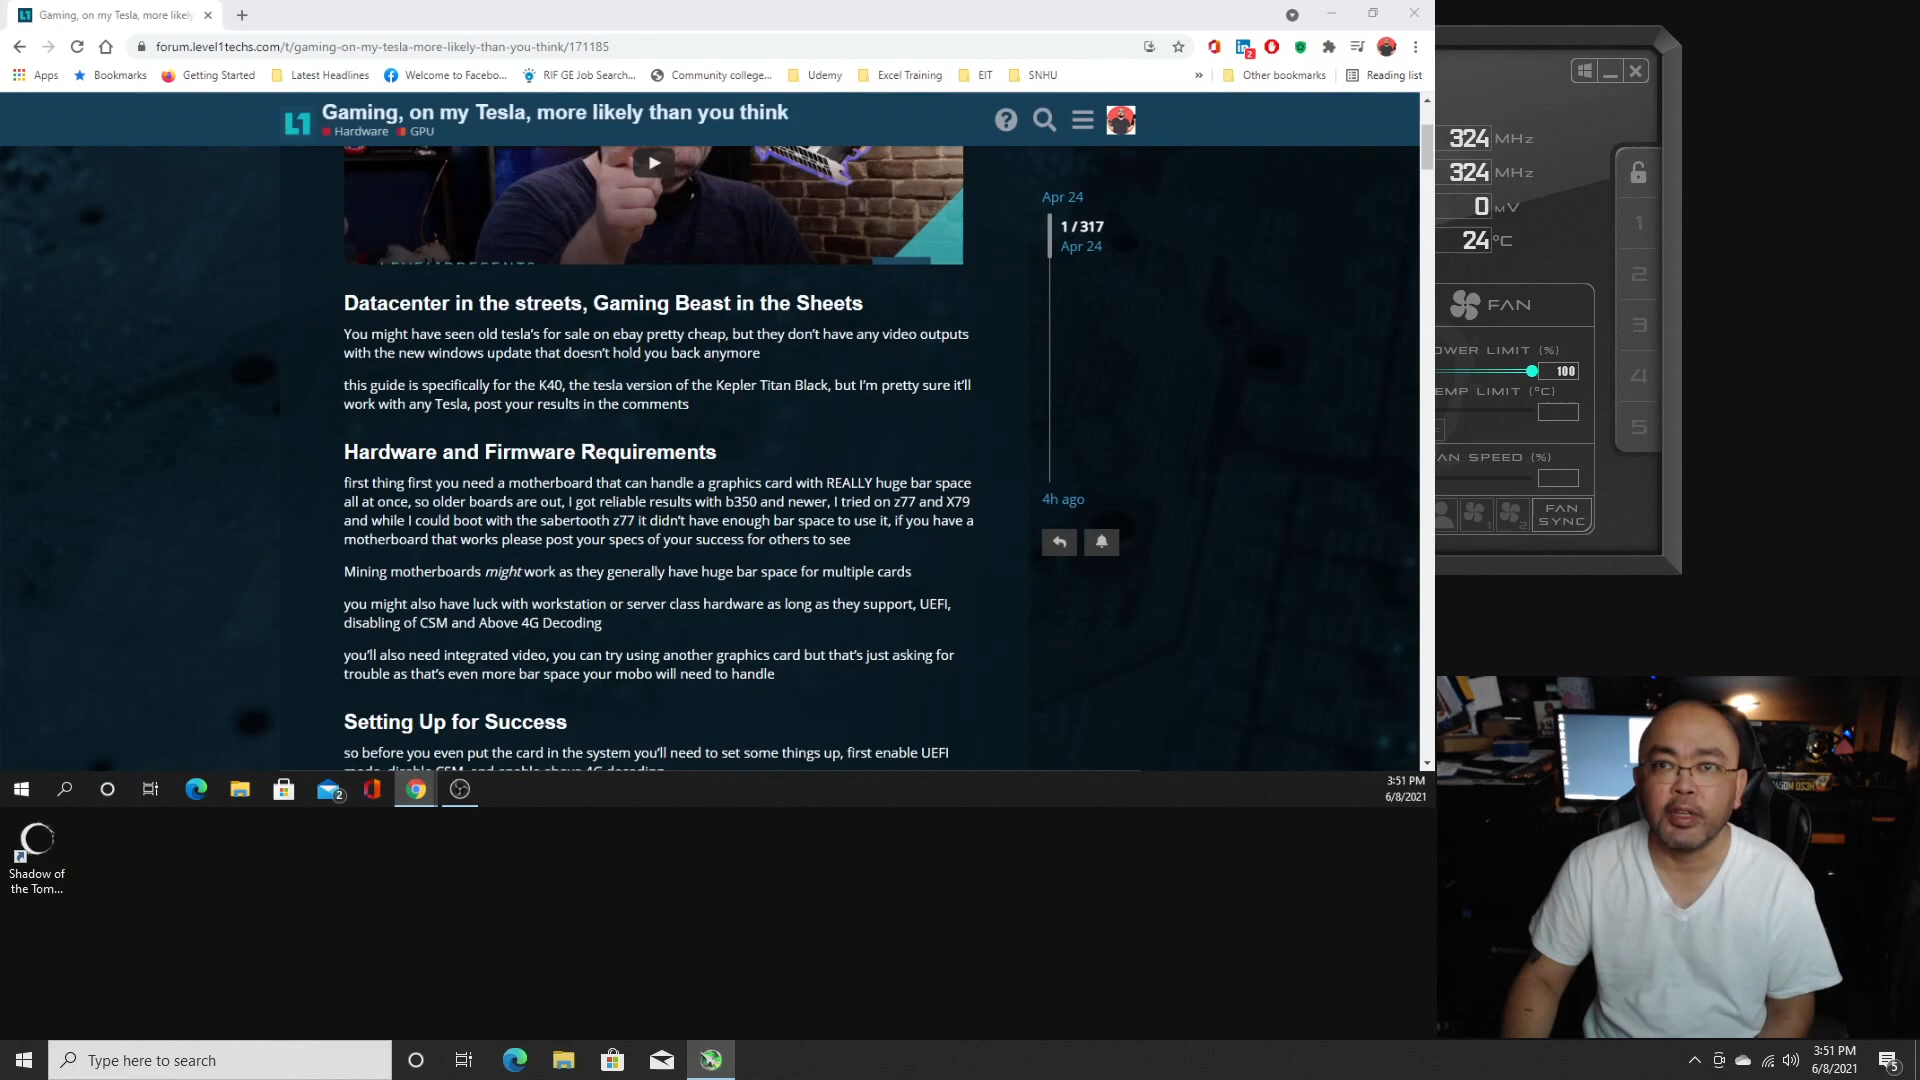 Gaming, on my Tesla, more likely
forum.level1techs.com/t/gaming-on-my-tesla-more-likely-than-you-think/171185
2
Apps
Bookmarks
Getting Started
Latest Headlines
Welcome to Facebo...
RIF GE Job Search...
Community college...
Udemy
Excel Training
EIT
SNHU
»
Other bookmarks
Reading list
L1
Gaming, on my Tesla, more likely than you think
Hardware GPU
Apr 24
1 / 317
Apr 24
4h ago
Datacenter in the streets, Gaming Beast in the Sheets
You might have seen old tesla's for sale on ebay pretty cheap, but they don't have any video outputs
with the new windows update that doesn't hold you back anymore
this guide is specifically for the K40, the tesla version of the Kepler Titan Black, but I'm pretty sure it'll
work with any Tesla, post your results in the comments
Hardware and Firmware Requirements
first thing first you need a motherboard that can handle a graphics card with REALLY huge bar space
all at once, so older boards are out, I got reliable results with b350 and newer, I tried on z77 and X79
and while I could boot with the sabertooth z77 it didn't have enough bar space to use it, if you have a
motherboard that works please post your specs of your success for others to see
Mining motherboards might work as they generally have huge bar space for multiple cards
you might also have luck with workstation or server class hardware as long as they support, UEFI,
disabling of CSM and Above 4G Decoding
you'll also need integrated video, you can try using another graphics card but that's just asking for
trouble as that's even more bar space your mobo will need to handle
Setting Up for Success
so before you even put the card in the system you'll need to set some things up, first enable UEFI
mode, disable CSM, and enable above 4G decoding
2
3:51 PM
6/8/2021
324 MHz
324 MHz
0 mV
24 °C
FAN
OWER LIMIT (%)
100
EMP LIMIT (°C)
AN SPEED (%)
1
2
FAN
SYNC
1
2
3
4
5
Shadow of
the Tom...
Type here to search
3:51 PM
6/8/2021
5